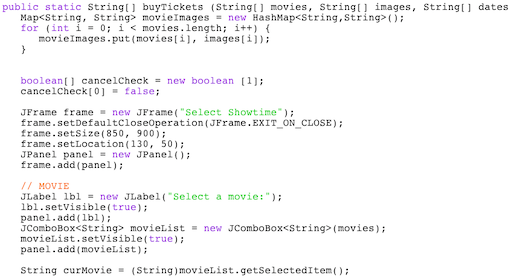 public static String[] buyTickets (String[] movies, String[] images, String[] dates
Map<String, String> movieImages = new HashMap<String,String>();
for (int i = 0; i < movies.length; i++) {
movieImages.put(movies[i], images[i]);
}
boolean[] cancelCheck = new boolean [1];
cancelCheck[0] = false;
JFrame frame = new JFrame("Select Showtime");
frame.setDefaultCloseOperation(JFrame.EXIT_ON_CLOSE);
frame.setSize(850, 900);
frame.setLocation(130, 50);
JPanel panel = new JPanel();
frame.add(panel);
// MOVIE
JLabel lbl = new JLabel("Select a movie:");
lbl.setVisible(true);
panel.add(lbl);
JComboBox<String> movieList = new JComboBox<String>(movies);
movieList.setVisible(true);
panel.add(movieList);
String curMovie = (String)movieList.getSelectedItem();